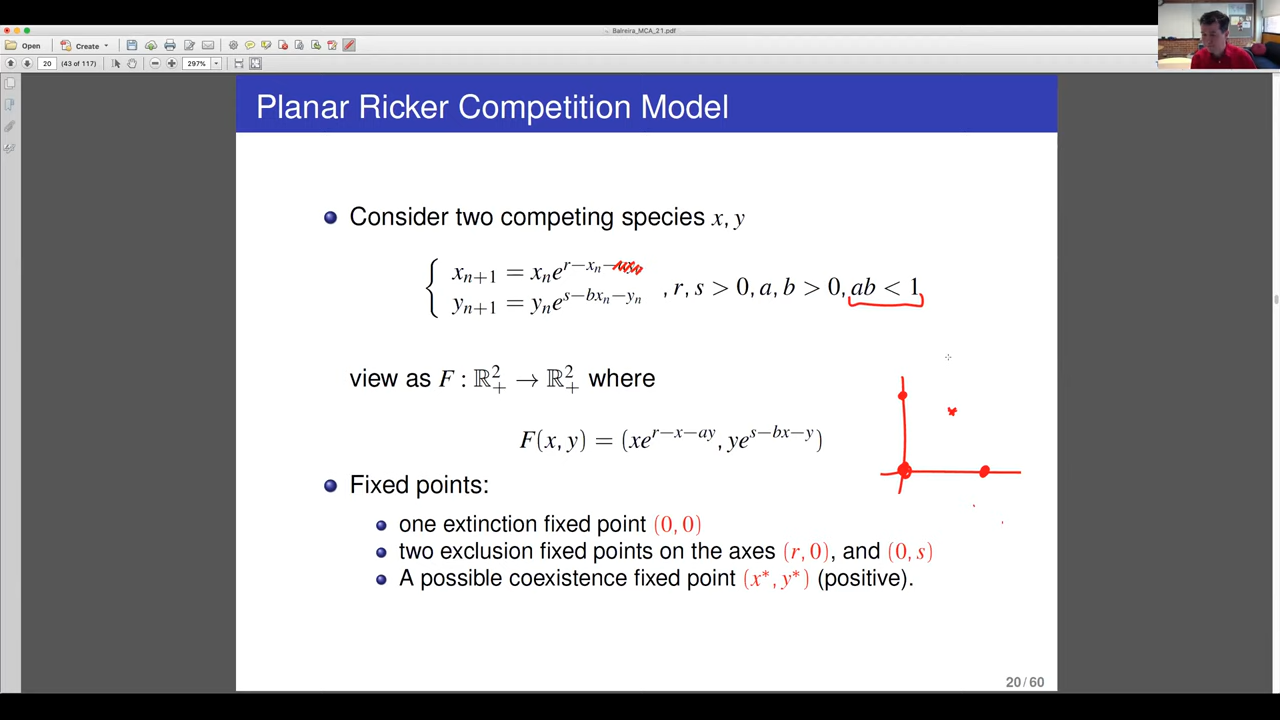 Balreira_MCA_21.pdf
Open
Create
20 (43 of 117) 297%
Planar Ricker Competition Model
Consider two competing species x, y
x_{n+1} = x_n e^{r−x_n−}
y_{n+1} = y_n e^{s−bx_n−y_n}
, r, s > 0, a, b > 0, ab < 1
view as F : ℝ²₊ → ℝ²₊ where
F(x, y) = (xe^{r−x−ay}, ye^{s−bx−y})
Fixed points:
one extinction fixed point (0, 0)
two exclusion fixed points on the axes (r, 0), and (0, s)
A possible coexistence fixed point (x*, y*) (positive).
20 / 60